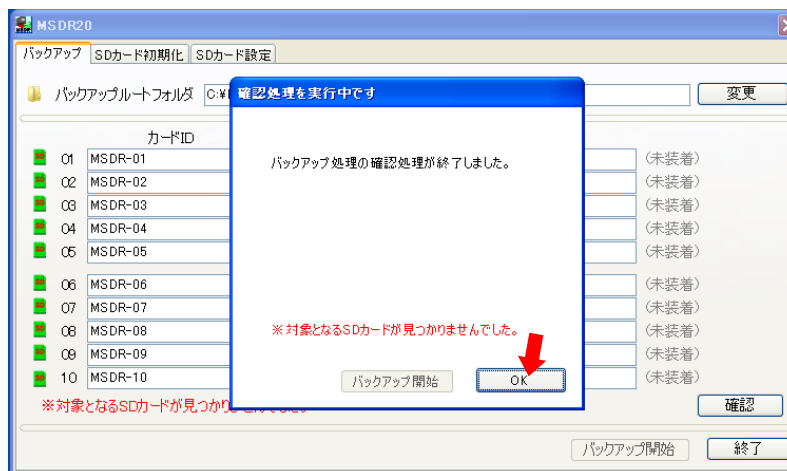 MSDR20
バックアップ SDカード初期化 SDカード設定
バックアップルートフォルダ C:¥ 変更
確認処理を実行中です
カードID
バックアップ処理の確認処理が終了しました。
01 MSDR-01 (未装着)
02 MSDR-02 (未装着)
03 MSDR-03 (未装着)
04 MSDR-04 (未装着)
05 MSDR-05 (未装着)
06 MSDR-06 (未装着)
07 MSDR-07 (未装着)
08 MSDR-08 (未装着)
09 MSDR-09 (未装着)
10 MSDR-10 (未装着)
※対象となるSDカードが見つかりませんでした。
バックアップ開始 OK
※対象となるSDカードが見つかり
確認
バックアップ開始 終了